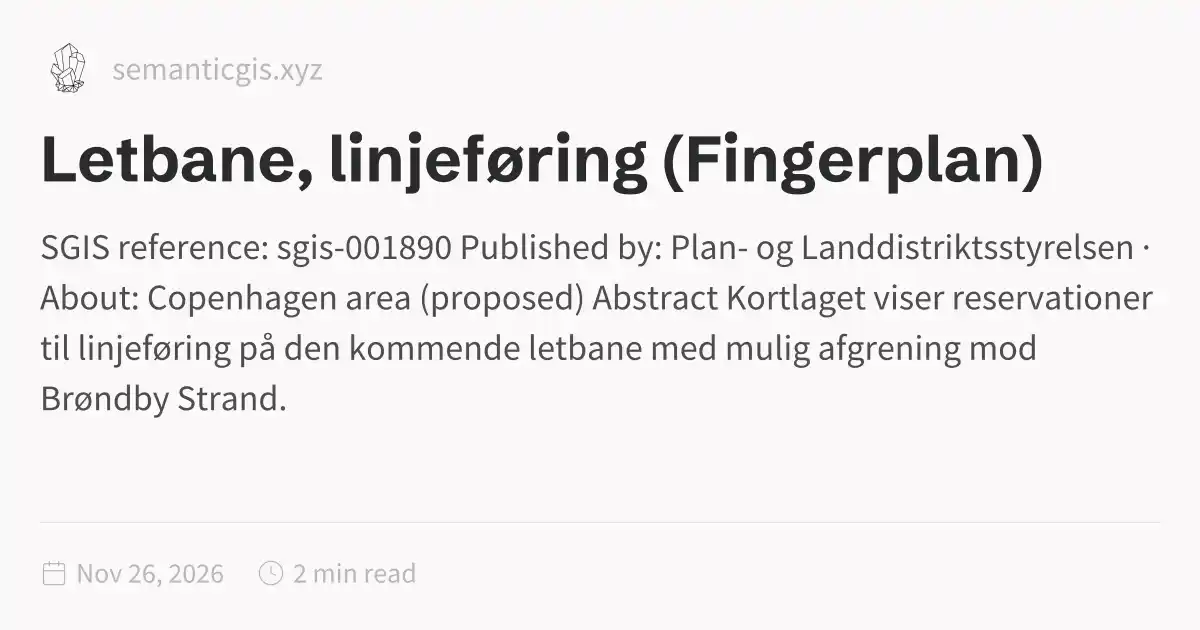 semanticgis.xyz
Letbane, linjeføring (Fingerplan)
SGIS reference: sgis-001890 Published by: Plan- og Landdistriktsstyrelsen ·
About: Copenhagen area (proposed) Abstract Kortlaget viser reservationer
til linjeføring på den kommende letbane med mulig afgrening mod
Brøndby Strand.
Nov 26, 2026 2 min read